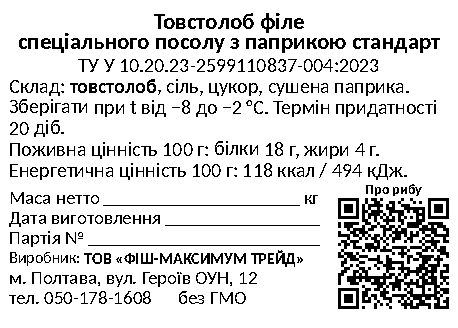 Товстолоб філе
спеціального посолу з паприкою стандарт
ТУ У 10.20.23-2599110837-004:2023
Склад: товстолоб, сіль, цукор, сушена паприка.
Зберігати при t від −8 до −2 °С. Термін придатності
20 діб.
Поживна цінність 100 г: білки 18 г, жири 4 г.
Енергетична цінність 100 г: 118 ккал / 494 кДж.
Про рибу
Маса нетто ______________________ кг
Дата виготовлення _________________
Партія № __________________________
Виробник: ТОВ «ФІШ-МАКСИМУМ ТРЕЙД»
м. Полтава, вул. Героїв ОУН, 12
тел. 050-178-1608 без ГМО